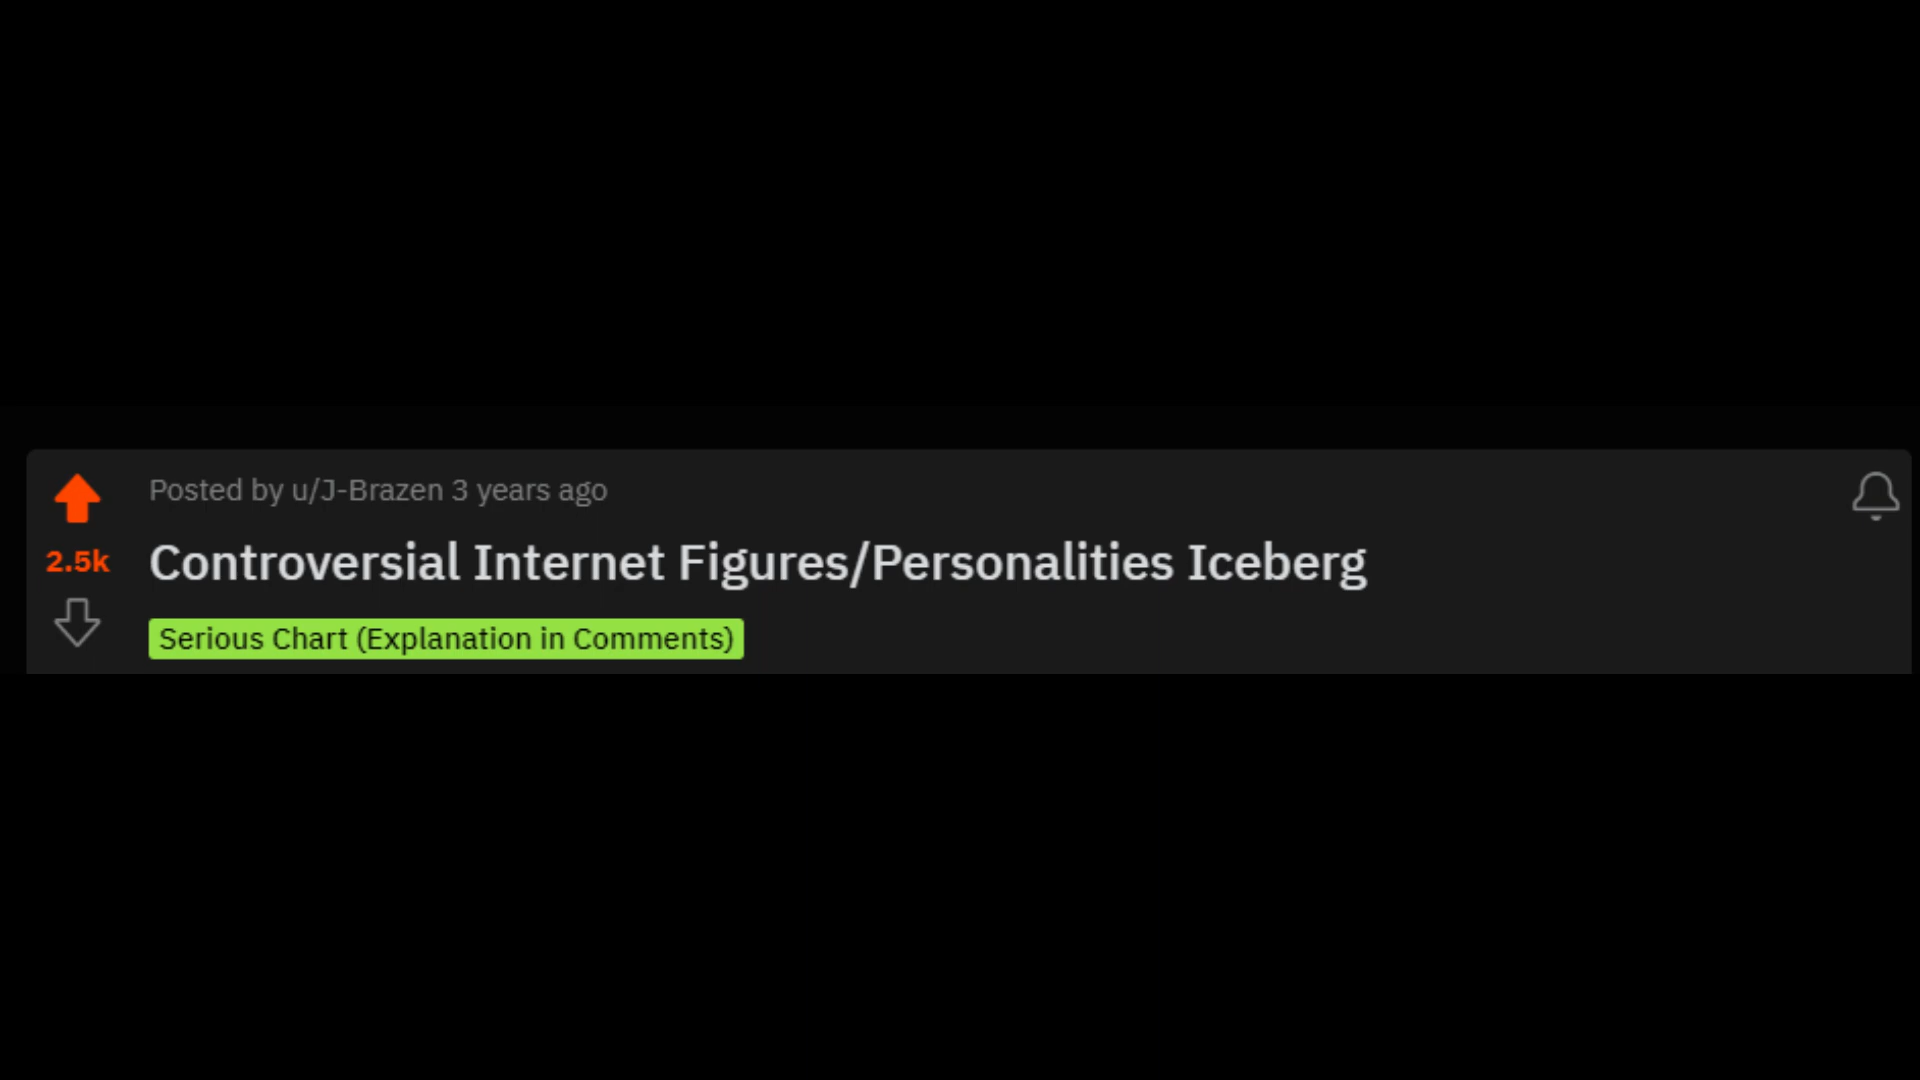 Posted by u/J-Brazen 3 years ago
2.5k
Controversial Internet Figures/Personalities Iceberg
Serious Chart (Explanation in Comments)